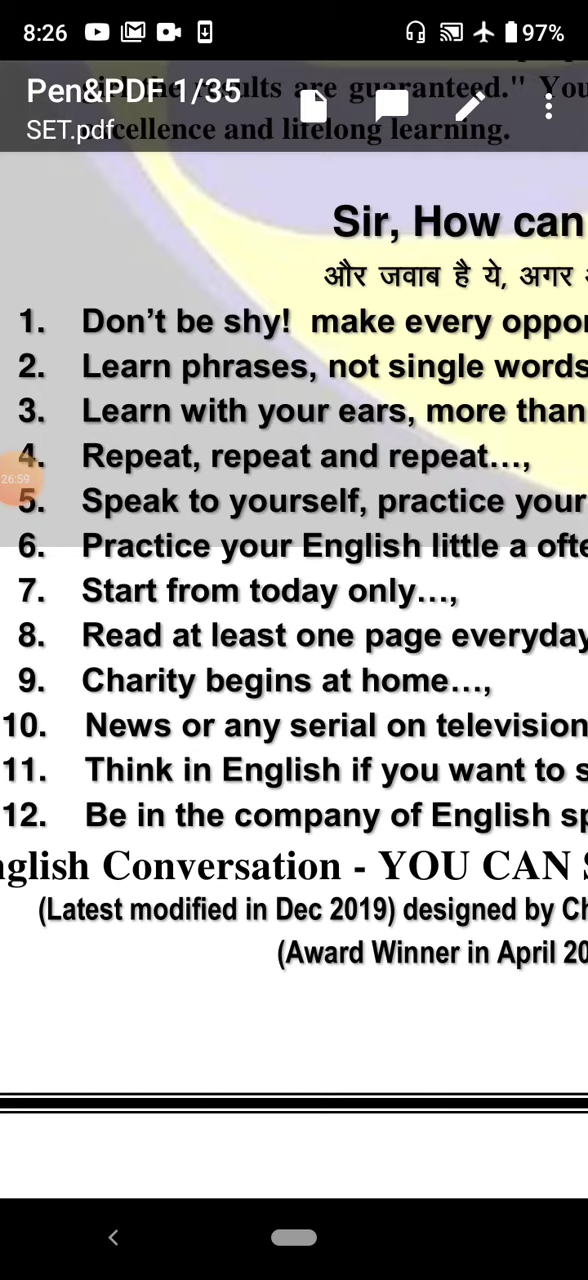 8:26 97%
Pen&PDF 1/35
results are guaranteed." You
SET.pdf
excellence and lifelong learning.
Sir, How can
और जवाब है ये, अगर
1. Don’t be shy! make every oppor
2. Learn phrases, not single words
3. Learn with your ears, more than
4. Repeat, repeat and repeat…,
26:59
5. Speak to yourself, practice your
6. Practice your English little a ofte
7. Start from today only…,
8. Read at least one page everyday
9. Charity begins at home…,
10. News or any serial on television
11. Think in English if you want to s
12. Be in the company of English sp
nglish Conversation - YOU CAN S
(Latest modified in Dec 2019) designed by Ch
(Award Winner in April 20